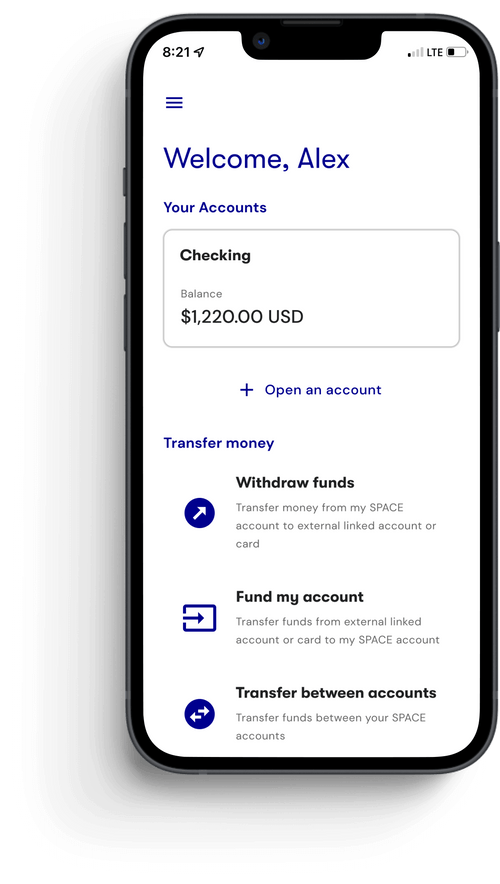 8:21 LTE
Welcome, Alex
Your Accounts
Checking
Balance
$1,220.00 USD
+ Open an account
Transfer money
Withdraw funds
Transfer money from my SPACE
account to external linked account or
card
Fund my account
Transfer funds from external linked
account or card to my SPACE account
Transfer between accounts
Transfer funds between your SPACE
accounts